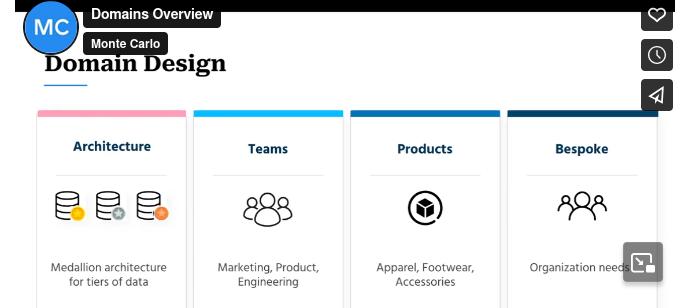 MC
Domains Overview
Monte Carlo
Domain Design
Architecture
Medallion architecture
for tiers of data
Teams
Marketing, Product,
Engineering
Products
Apparel, Footwear,
Accessories
Bespoke
Organization needs